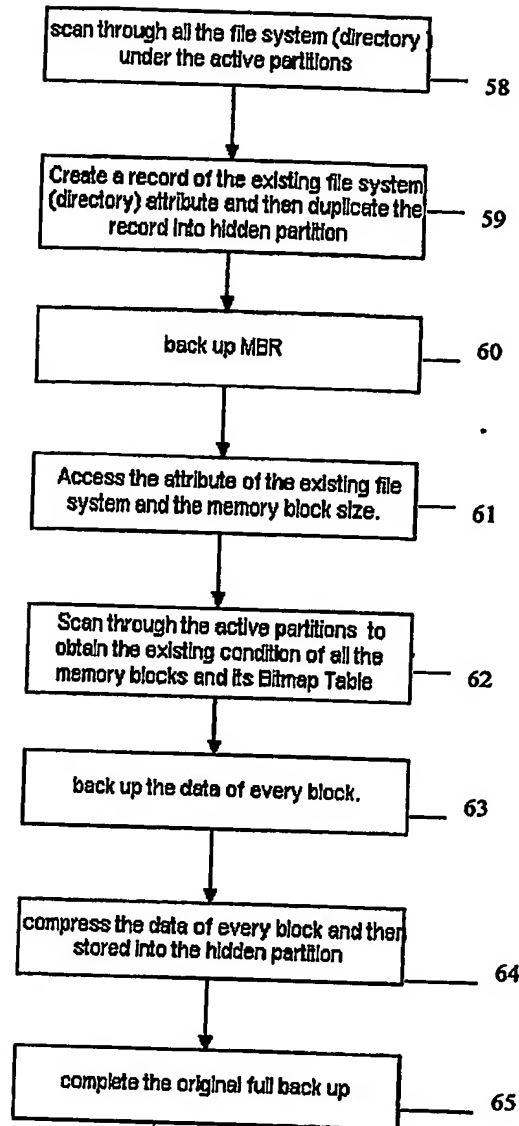 scan through all the file system (directory )
under the active partitions
58
Create a record of the existing file system
(directory) attribute and then duplicate the
record into hidden partition
59
back up MBR
60
Access the attribute of the existing file
system and the memory block size.
61
Scan through the active partitions to
obtain the existing condition of all the
memory blocks and its Bitmap Table
62
back up the data of every block.
63
compress the data of every block and then
stored into the hidden partition
64
complete the original full back up
65